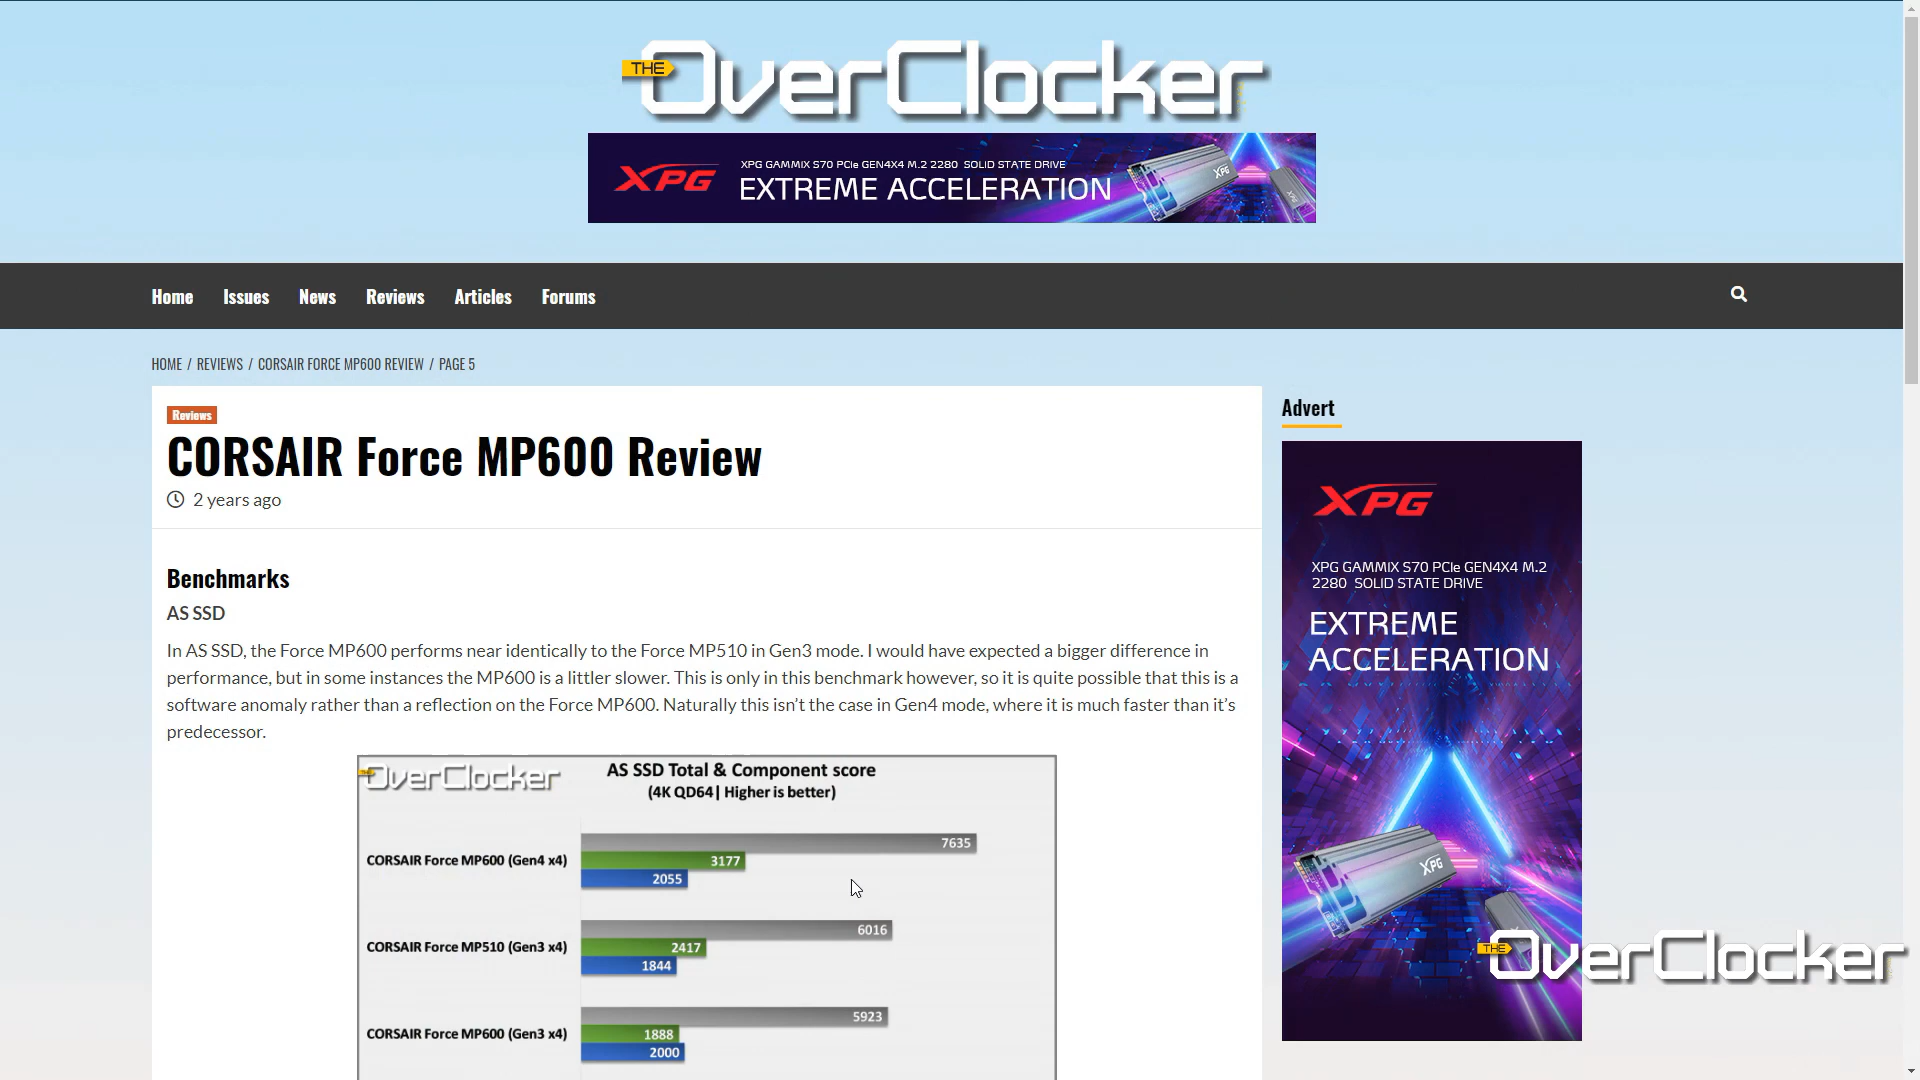 THE OverClocker
XPG
XPG GAMMIX S70 PCIe GEN4X4 M.2 2280 SOLID STATE DRIVE
EXTREME ACCELERATION
XPG
Home Issues News Reviews Articles Forums
HOME / REVIEWS / CORSAIR FORCE MP600 REVIEW / PAGE 5
Reviews
CORSAIR Force MP600 Review
2 years ago
Benchmarks
AS SSD
In AS SSD, the Force MP600 performs near identically to the Force MP510 in Gen3 mode. I would have expected a bigger difference in
performance, but in some instances the MP600 is a littler slower. This is only in this benchmark however, so it is quite possible that this is a
software anomaly rather than a reflection on the Force MP600. Naturally this isn’t the case in Gen4 mode, where it is much faster than it’s
predecessor.
THE OverClocker
AS SSD Total & Component score
(4K QD64| Higher is better)
7635
CORSAIR Force MP600 (Gen4 x4) 3177
2055
6016
CORSAIR Force MP510 (Gen3 x4) 2417
1844
5923
CORSAIR Force MP600 (Gen3 x4) 1888
2000
Advert
XPG
XPG GAMMIX S70 PCIe GEN4X4 M.2
2280 SOLID STATE DRIVE
EXTREME
ACCELERATION
XPG
THE OverClocker